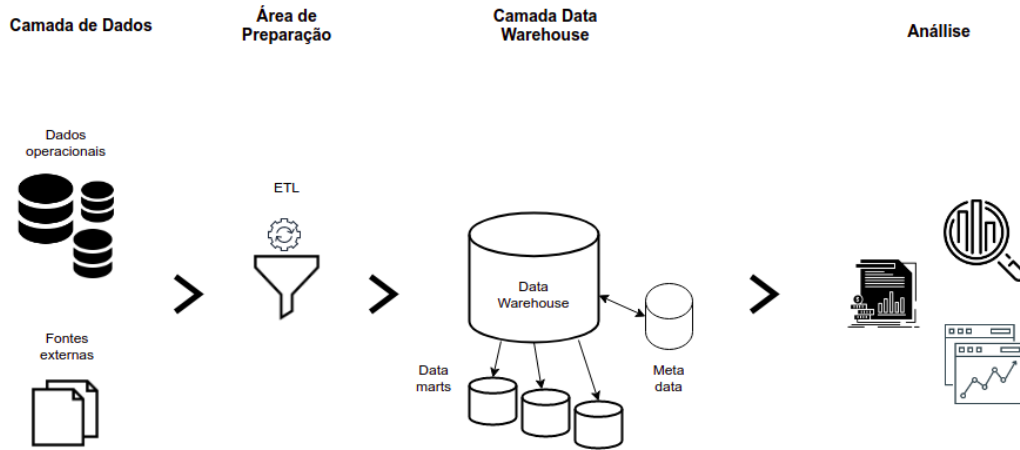 Camada de Dados
Área de
Preparação
Camada Data
Warehouse
Anállise
Dados
operacionais
ETL
Data
Warehouse
Fontes
externas
Data
marts
Meta
data